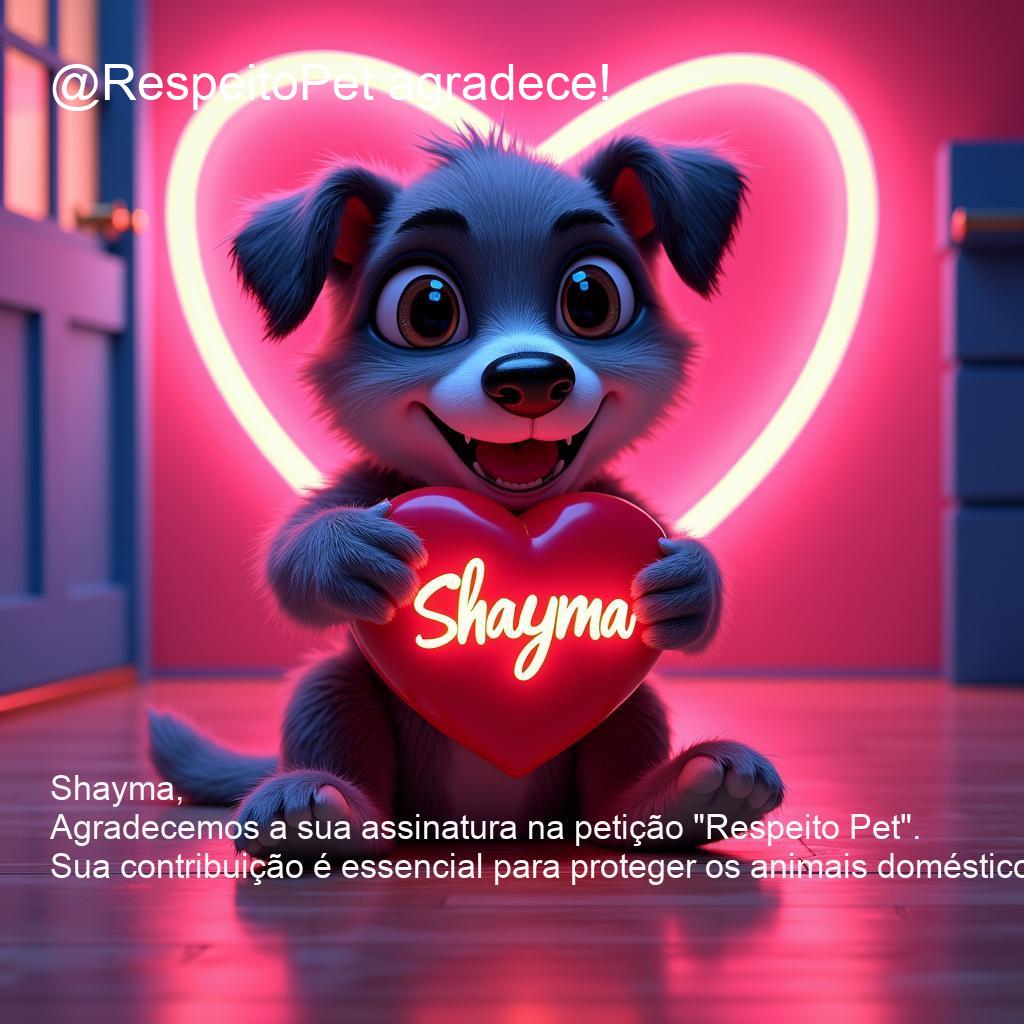 @RespeitoPet agradece!
Shayma
Shayma,
Agradecemos a sua assinatura na petição "Respeito Pet".
Sua contribuição é essencial para proteger os animais doméstico